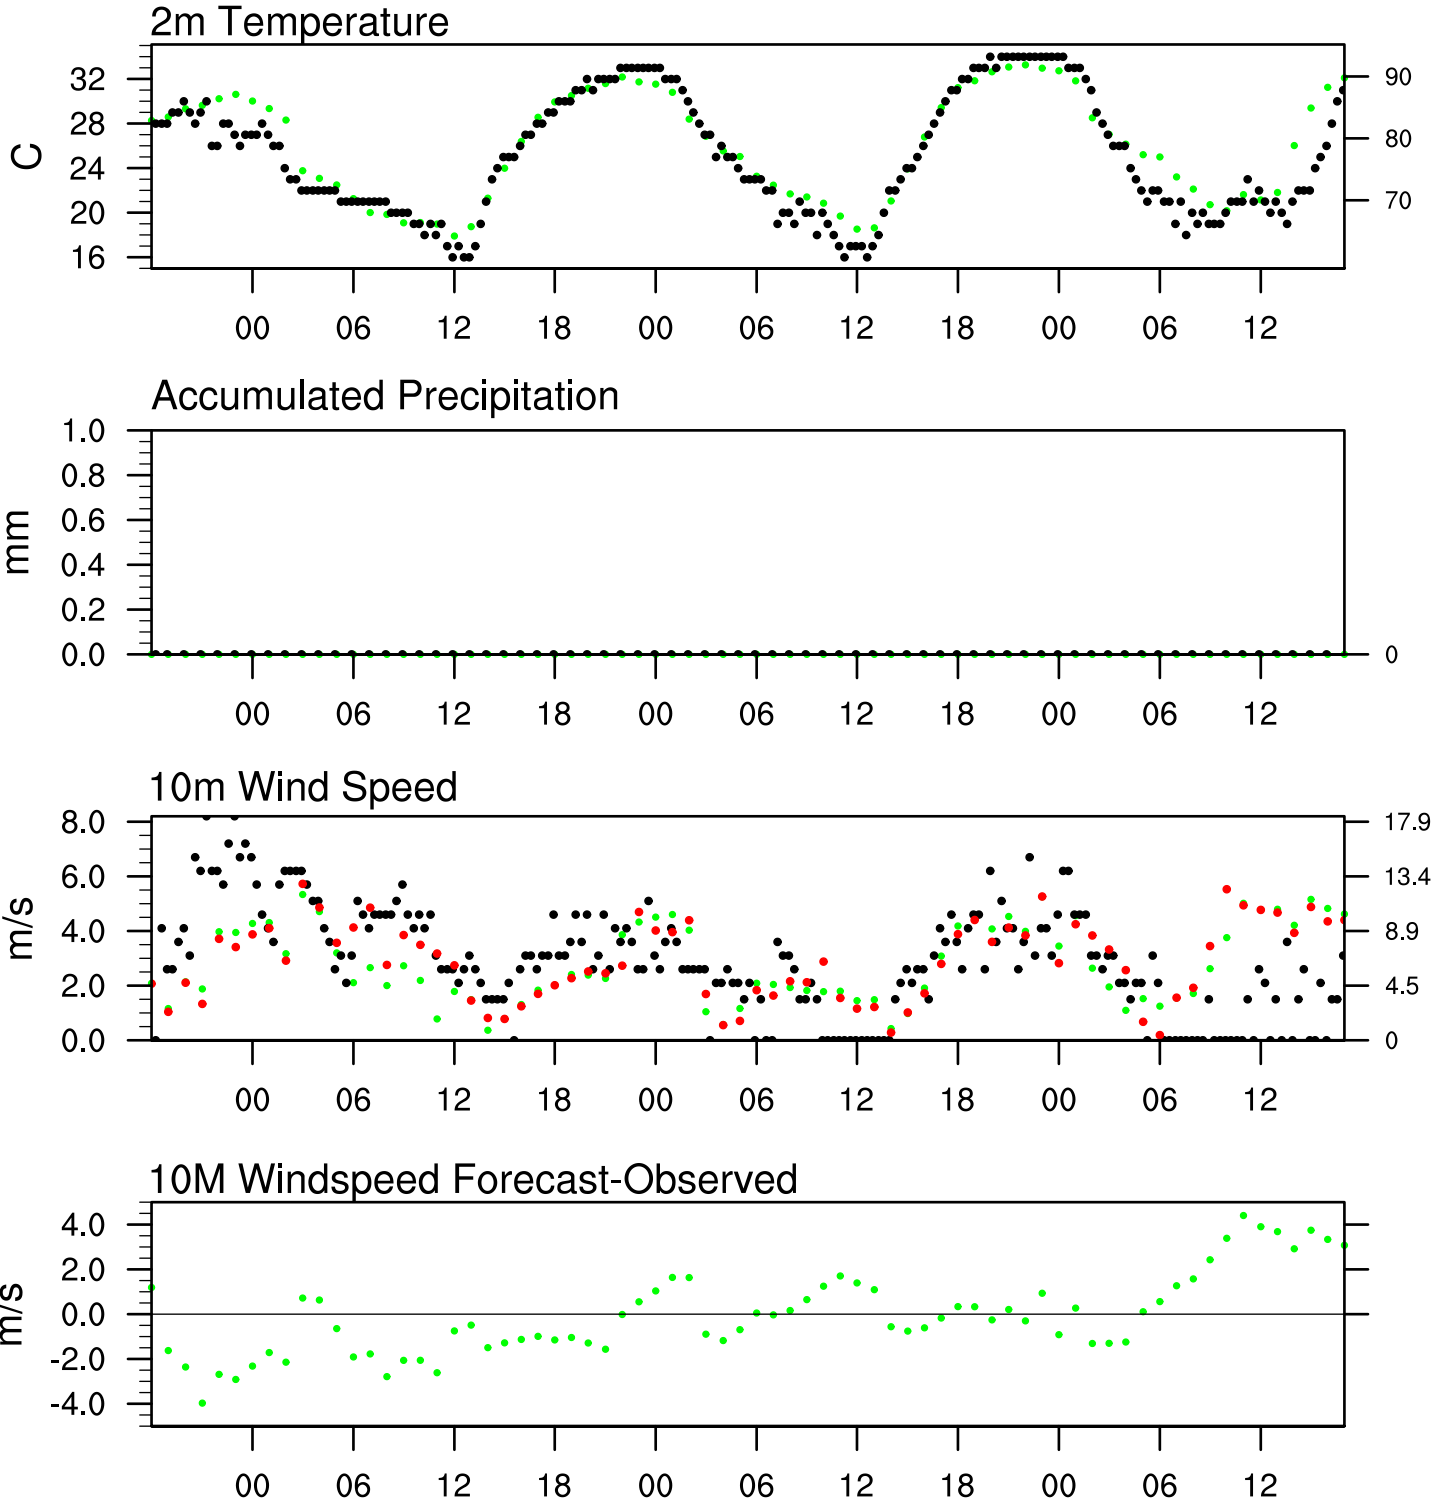 2m Temperature
C
32
28
24
20
16
90
80
70
00 06 12 18 00 06 12 18 00 06 12
Accumulated Precipitation
mm
1.0
0.8
0.6
0.4
0.2
0.0
0
00 06 12 18 00 06 12 18 00 06 12
10m Wind Speed
m/s
8.0
6.0
4.0
2.0
0.0
17.9
13.4
8.9
4.5
0
00 06 12 18 00 06 12 18 00 06 12
10M Windspeed Forecast-Observed
m/s
4.0
2.0
0.0
-2.0
-4.0
00 06 12 18 00 06 12 18 00 06 12